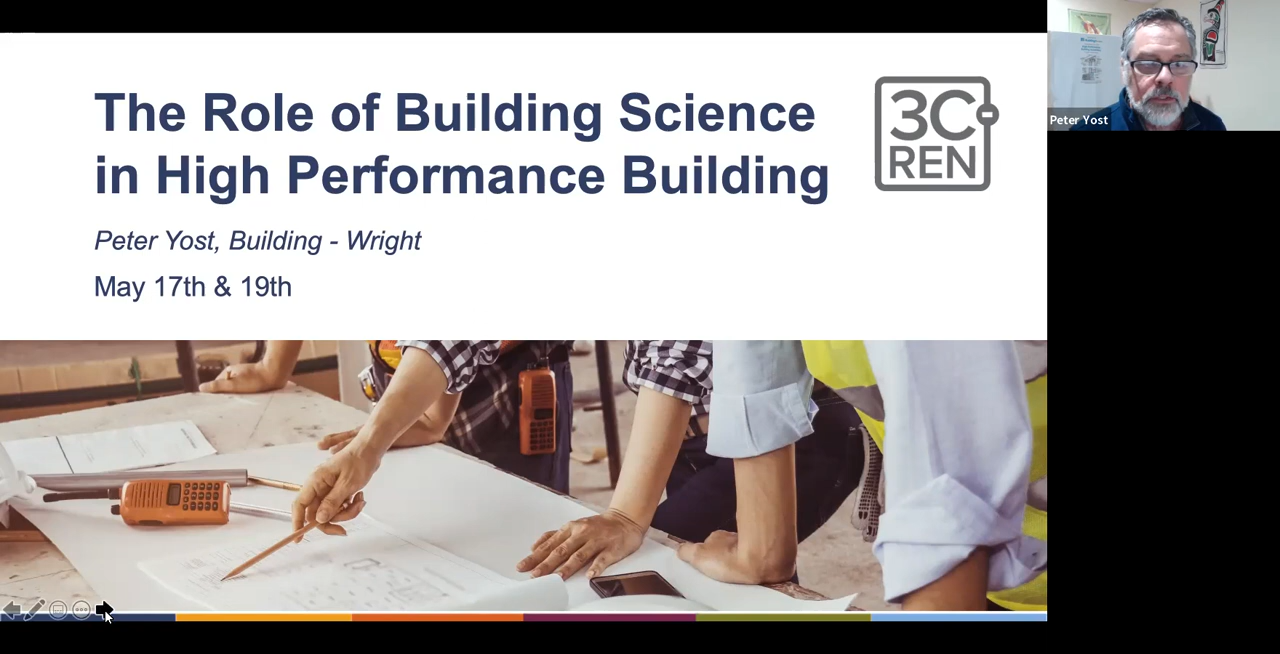 The Role of Building Science
in High Performance Building
Peter Yost, Building - Wright
May 17th & 19th
3C
REN
Peter Yost